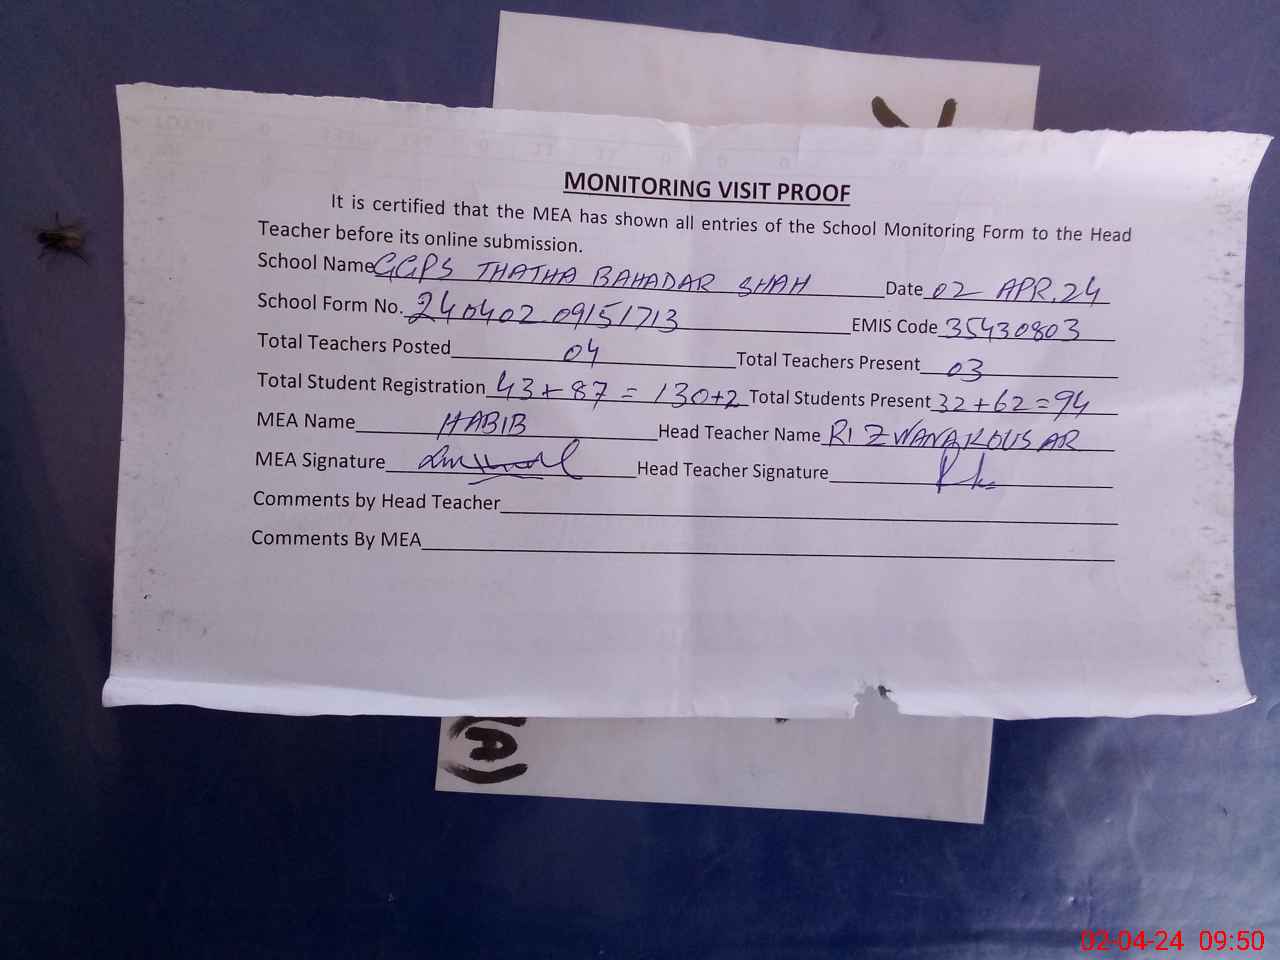 MONITORING VISIT PROOF
It is certified that the MEA has shown all entries of the School Monitoring Form to the Head
Teacher before its online submission.
School Name GGPS THATHA BAHADAR SHAH Date 02 APR. 24
School Form No. 240402 09151713 EMIS Code 35430803
Total Teachers Posted 04 Total Teachers Present 03
Total Student Registration 43+87=130+2 Total Students Present 32+62=94
MEA Name HABIB Head Teacher Name RIZWANAKOUSAR
MEA Signature Head Teacher Signature
Comments by Head Teacher
Comments By MEA
(A)
02-04-24 09:50